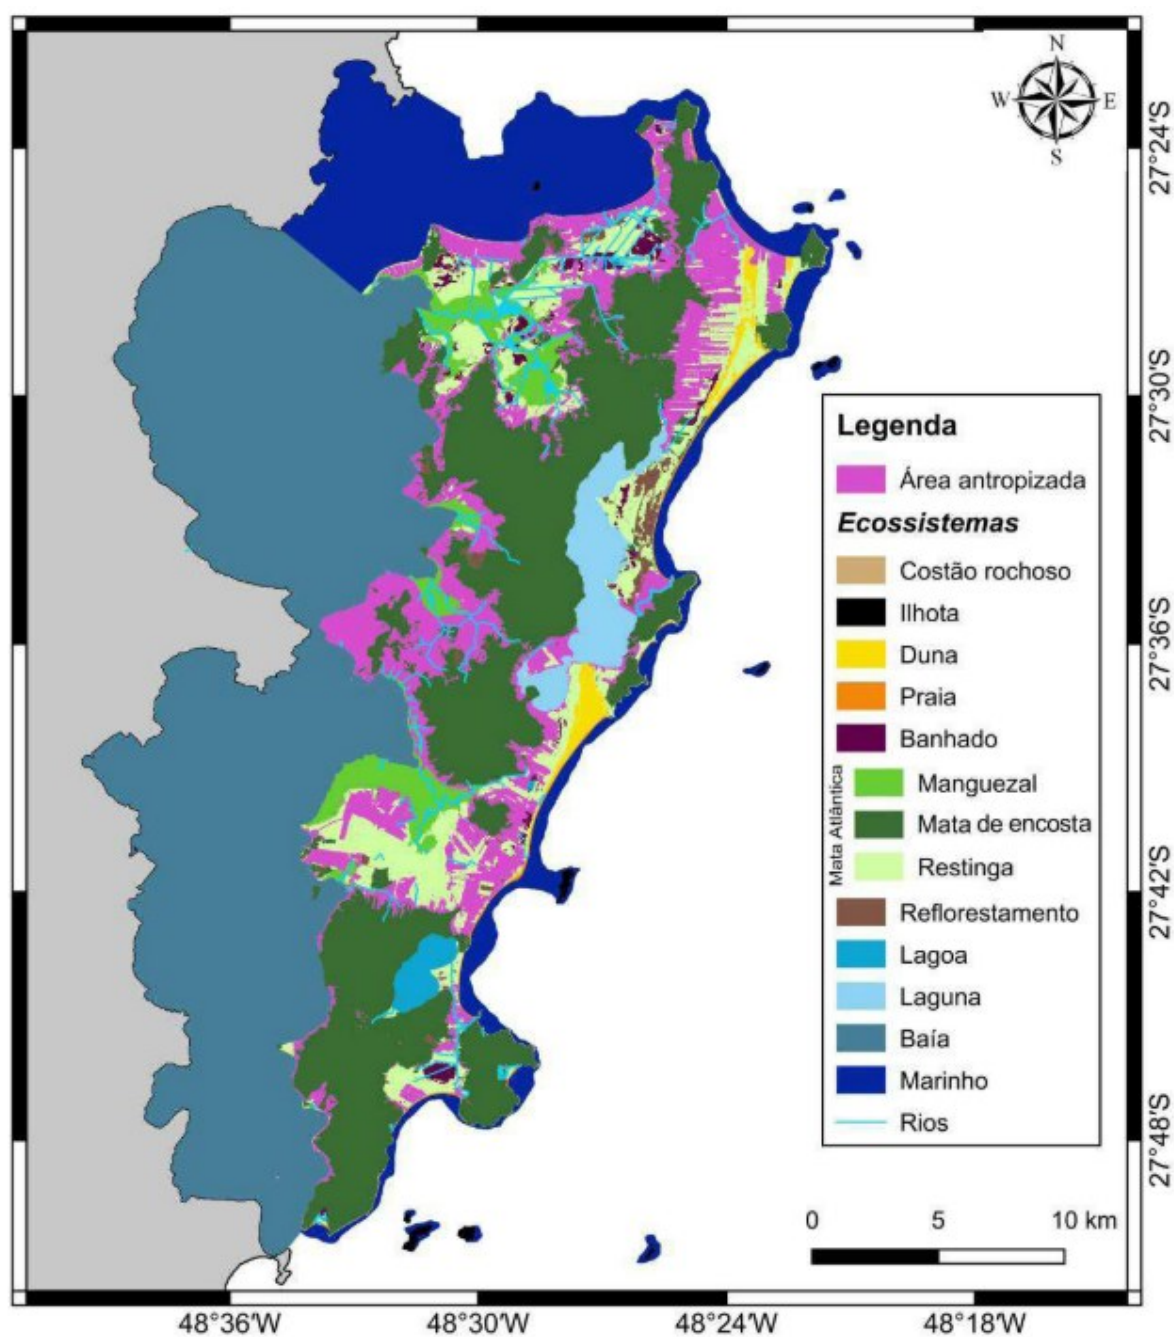 N
W E
S
27°24'S
27°30'S
27°36'S
27°42'S
27°48'S
Legenda
Área antropizada
Ecossistemas
Costão rochoso
Ilhota
Duna
Praia
Banhado
Mata Atlântica
Manguezal
Mata de encosta
Restinga
Reflorestamento
Lagoa
Laguna
Baía
Marinho
Rios
0 5 10 km
48°36'W 48°30'W 48°24'W 48°18'W